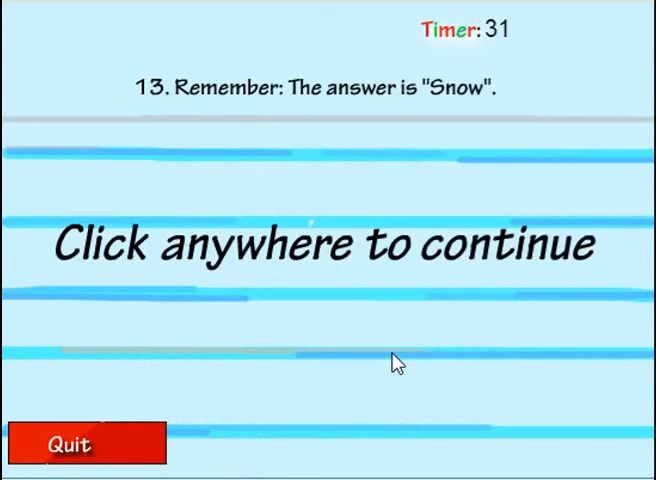 Timer: 31
13. Remember: The answer is "Snow".
Click anywhere to continue
Quit